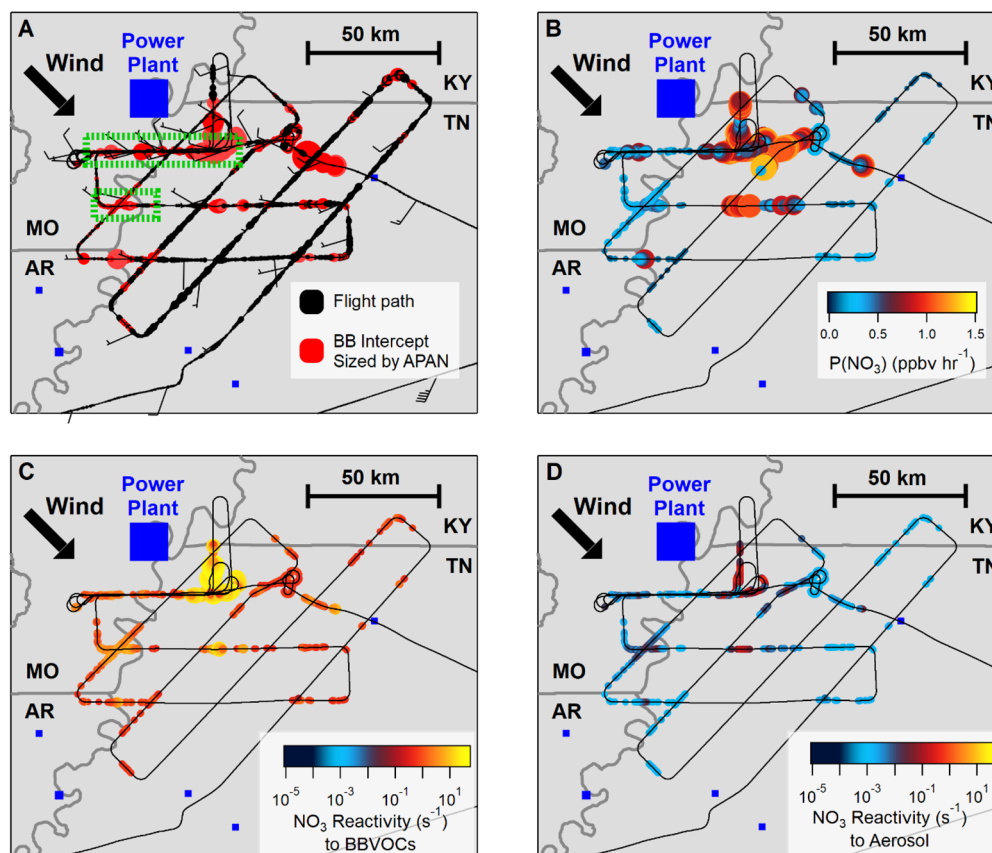 A
Power
Plant
Wind
50 km
KY
TN
MO
AR
Flight path
BB Intercept
Sized by APAN
B
Power
Plant
Wind
50 km
KY
TN
MO
AR
0.0 0.5 1.0 1.5
P(NO₃) (ppbv hr⁻¹)
C
Power
Plant
Wind
50 km
KY
TN
MO
AR
10⁻⁵ 10⁻³ 10⁻¹ 10¹
NO₃ Reactivity (s⁻¹)
to BBVOCs
D
Power
Plant
Wind
50 km
KY
TN
MO
AR
10⁻⁵ 10⁻³ 10⁻¹ 10¹
NO₃ Reactivity (s⁻¹)
to Aerosol